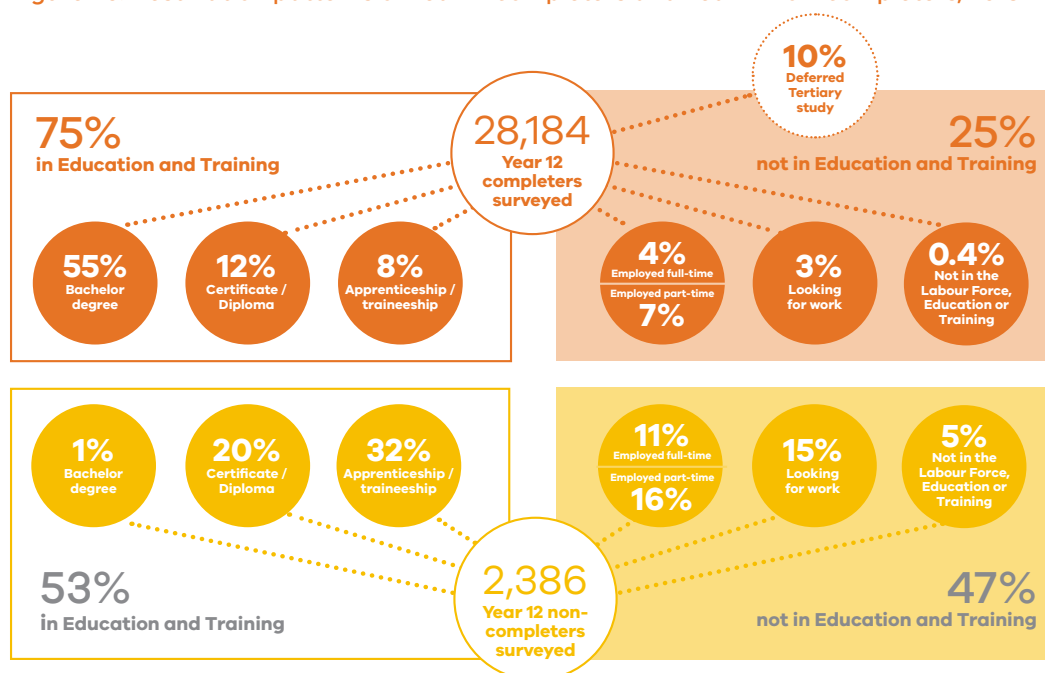 10%
Deferred
Tertiary
study
75%
in Education and Training
28,184
Year 12
completers
surveyed
25%
not in Education and Training
55%
Bachelor
degree
12%
Certificate /
Diploma
8%
Apprenticeship /
traineeship
4%
Employed full-time
Employed part-time
7%
3%
Looking
for work
0.4%
Not in the
Labour Force,
Education or
Training
1%
Bachelor
degree
20%
Certificate /
Diploma
32%
Apprenticeship /
traineeship
11%
Employed full-time
Employed part-time
16%
15%
Looking
for work
5%
Not in the
Labour Force,
Education or
Training
53%
in Education and Training
2,386
Year 12 non-
completers
surveyed
47%
not in Education and Training